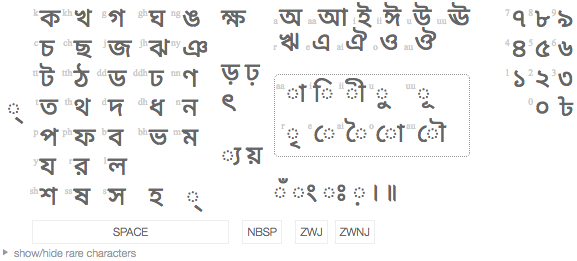 ক খ গ ঘ ঙ ক্ষ অ আ ই ঈ উ ঊ ৭ ৮ ৯
চ ছ জ ঝ ঞ ঋ এ ঐ ও ঔ ৪ ৫ ৬
ট ঠ ড ঢ ণ ড় ঢ় া ি ী ু ূ ১ ২ ৩
্ ত থ দ ধ ন ৎ ০ ৳
প ফ ব ভ ম ৃ ে ৈ ো ৌ
য র ল ্য য়
শ ষ স হ ্ ঁ ং ঃ ় । ॥
SPACE NBSP ZWJ ZWNJ
show/hide rare characters